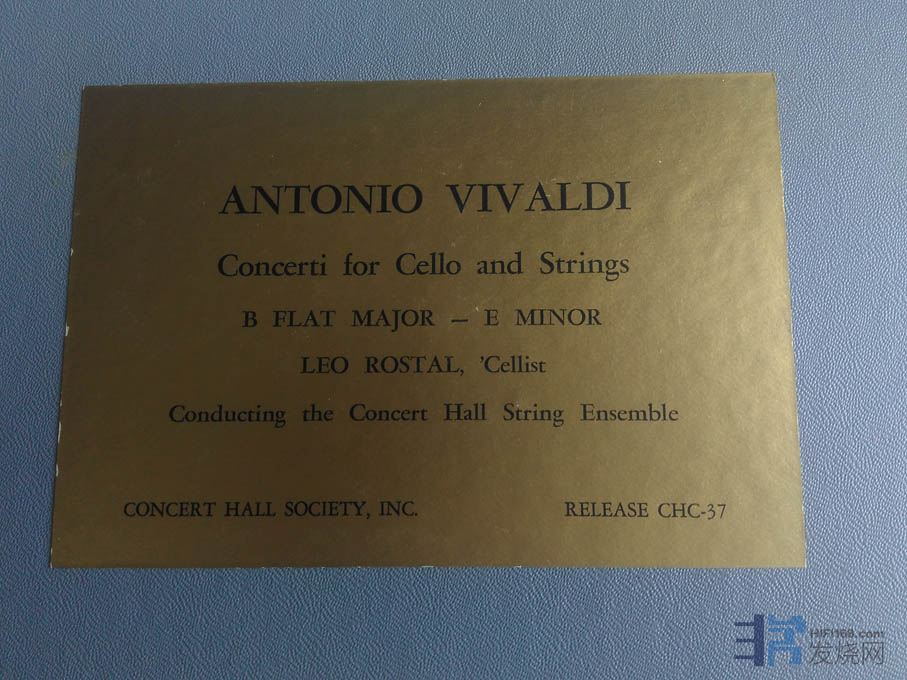 ANTONIO VIVALDI
Concerti for Cello and Strings
B FLAT MAJOR — E MINOR
LEO ROSTAL, 'Cellist
Conducting the Concert Hall String Ensemble
CONCERT HALL SOCIETY, INC. RELEASE CHC-37
HIFI168.com
发烧网